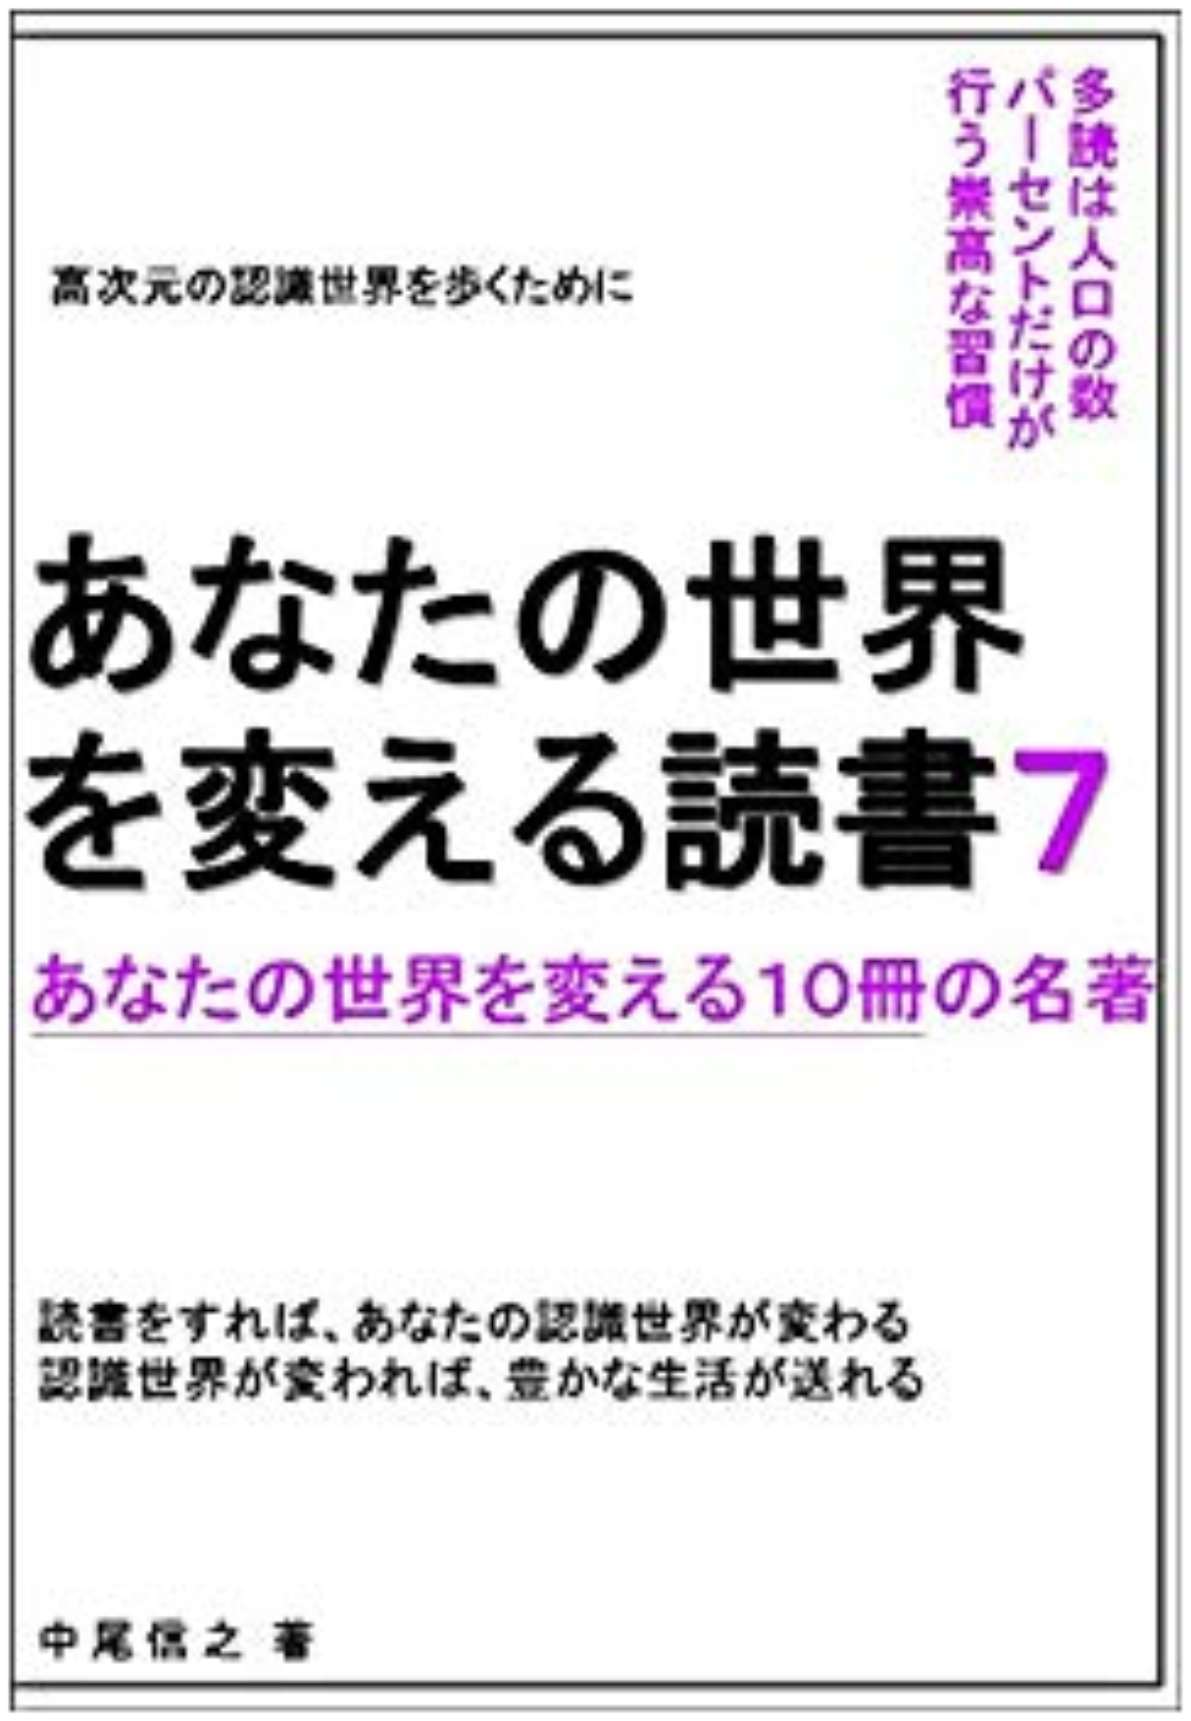 多読は人口の数
パーセントだけが
行う崇高な習慣
高次元の認識世界を歩くために
あなたの世界
を変える読書7
あなたの世界を変える10冊の名著
読書をすれば、あなたの認識世界が変わる
認識世界が変われば、豊かな生活が送れる
中尾信之 著